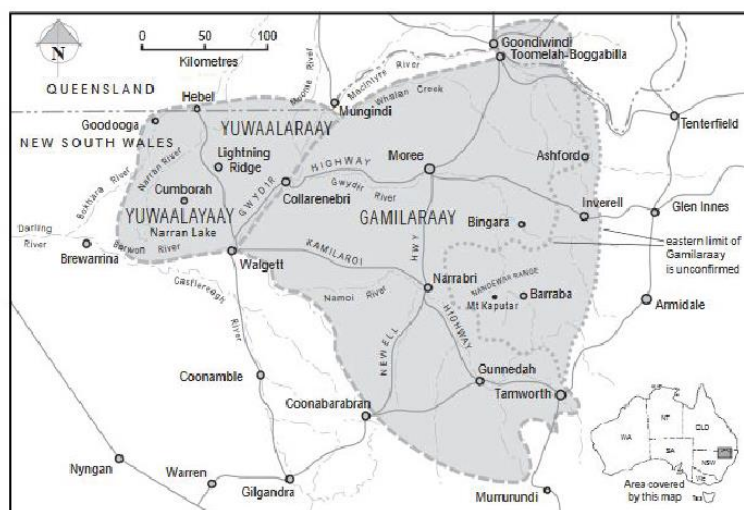 N
0 50 100
Kilometres
QUEENSLAND
NEW SOUTH WALES
Goondiwindi
Toomelah-Boggabilla
Moonie River
Macintyre River
Whalan Creek
Hebel
Goodooga
Mungindi
YUWAALARAAY
Tenterfield
Lightning
Ridge
Narran River
Bokhara River
GWYDIR HIGHWAY
Moree
Ashford
Gwydir River
Collarenebri
Cumborah
YUWAALAYAAY
Narran Lake
GAMILARAAY
Inverell
Glen Innes
Bingara
Darling
River
Barwon River
Brewarrina
Walgett
KAMILAROI
HWY
eastern limit of
Gamilaraay
is unconfirmed
Castlereagh
River
Namoi River
Narrabri
NANDEWAR RANGE
Mt Kaputar
Barraba
Armidale
NEWELL
HIGHWAY
Coonamble
Gunnedah
Tamworth
Coonabarabran
Nyngan
Warren
Gilgandra
Murrurundi
WA
NT
QLD
SA
NSW
Vic
Tas
Area covered
by this map